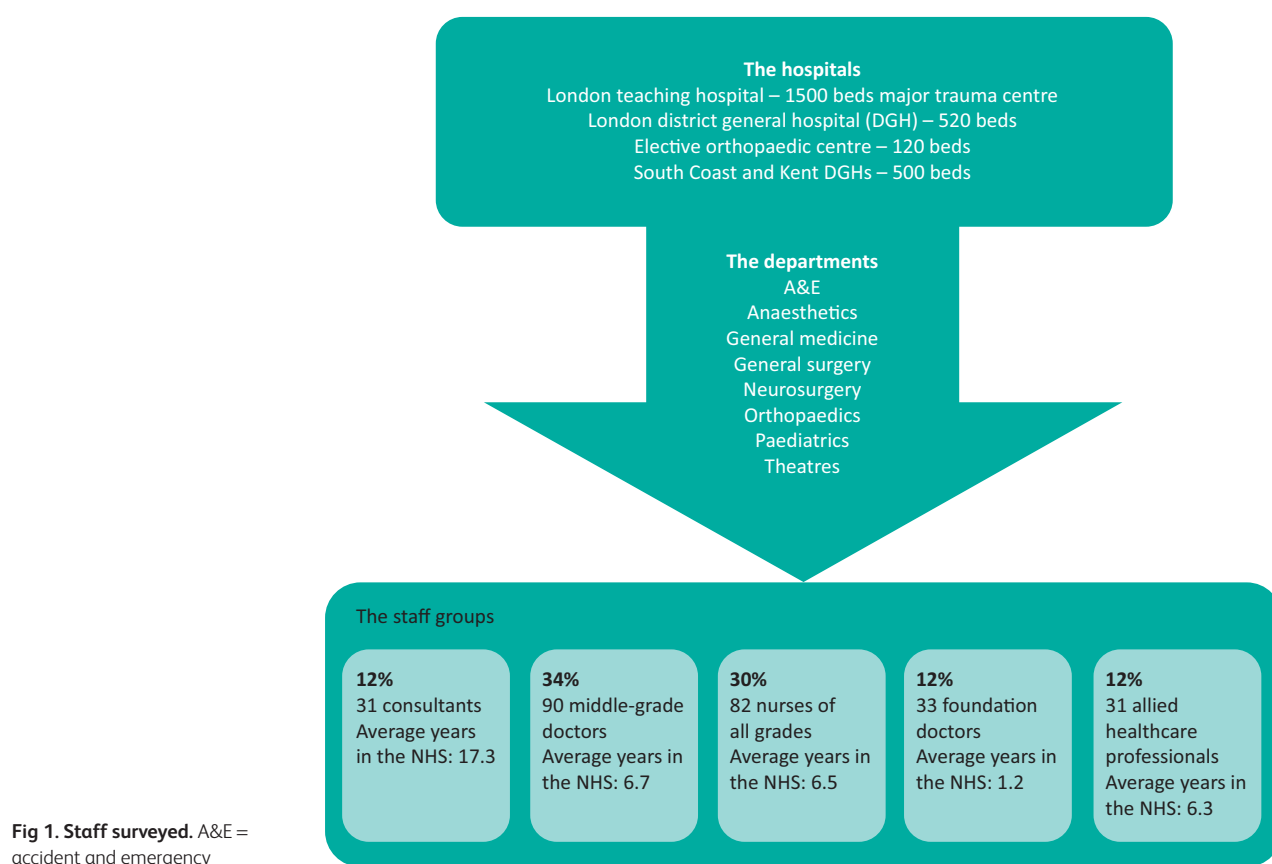 The hospitals
London teaching hospital – 1500 beds major trauma centre
London district general hospital (DGH) – 520 beds
Elective orthopaedic centre – 120 beds
South Coast and Kent DGHs – 500 beds
The departments
A&E
Anaesthetics
General medicine
General surgery
Neurosurgery
Orthopaedics
Paediatrics
Theatres
The staff groups
12%
31 consultants
Average years
in the NHS: 17.3
34%
90 middle-grade
doctors
Average years in
the NHS: 6.7
30%
82 nurses of
all grades
Average years in
the NHS: 6.5
12%
33 foundation
doctors
Average years in
the NHS: 1.2
12%
31 allied
healthcare
professionals
Average years in
the NHS: 6.3
Fig 1. Staff surveyed. A&E =
accident and emergency